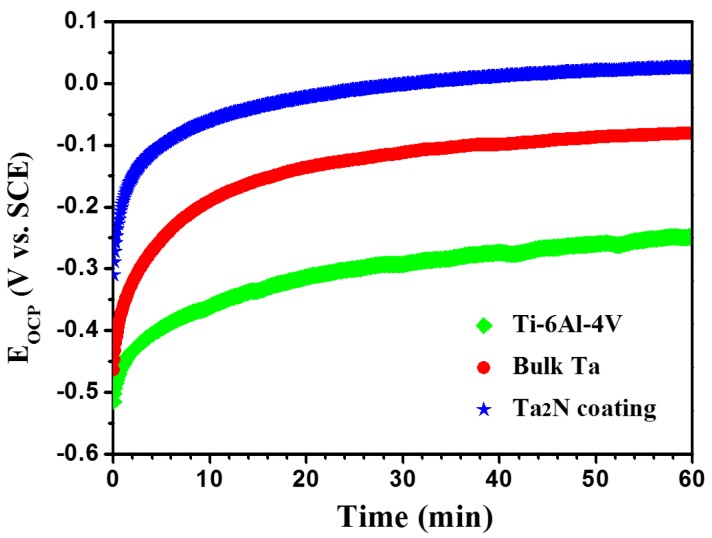 0.1
0.0
-0.1
-0.2
-0.3
-0.4
-0.5
-0.6
E_OCP (V vs. SCE)
Ti-6Al-4V
Bulk Ta
Ta2N coating
0 10 20 30 40 50 60
Time (min)